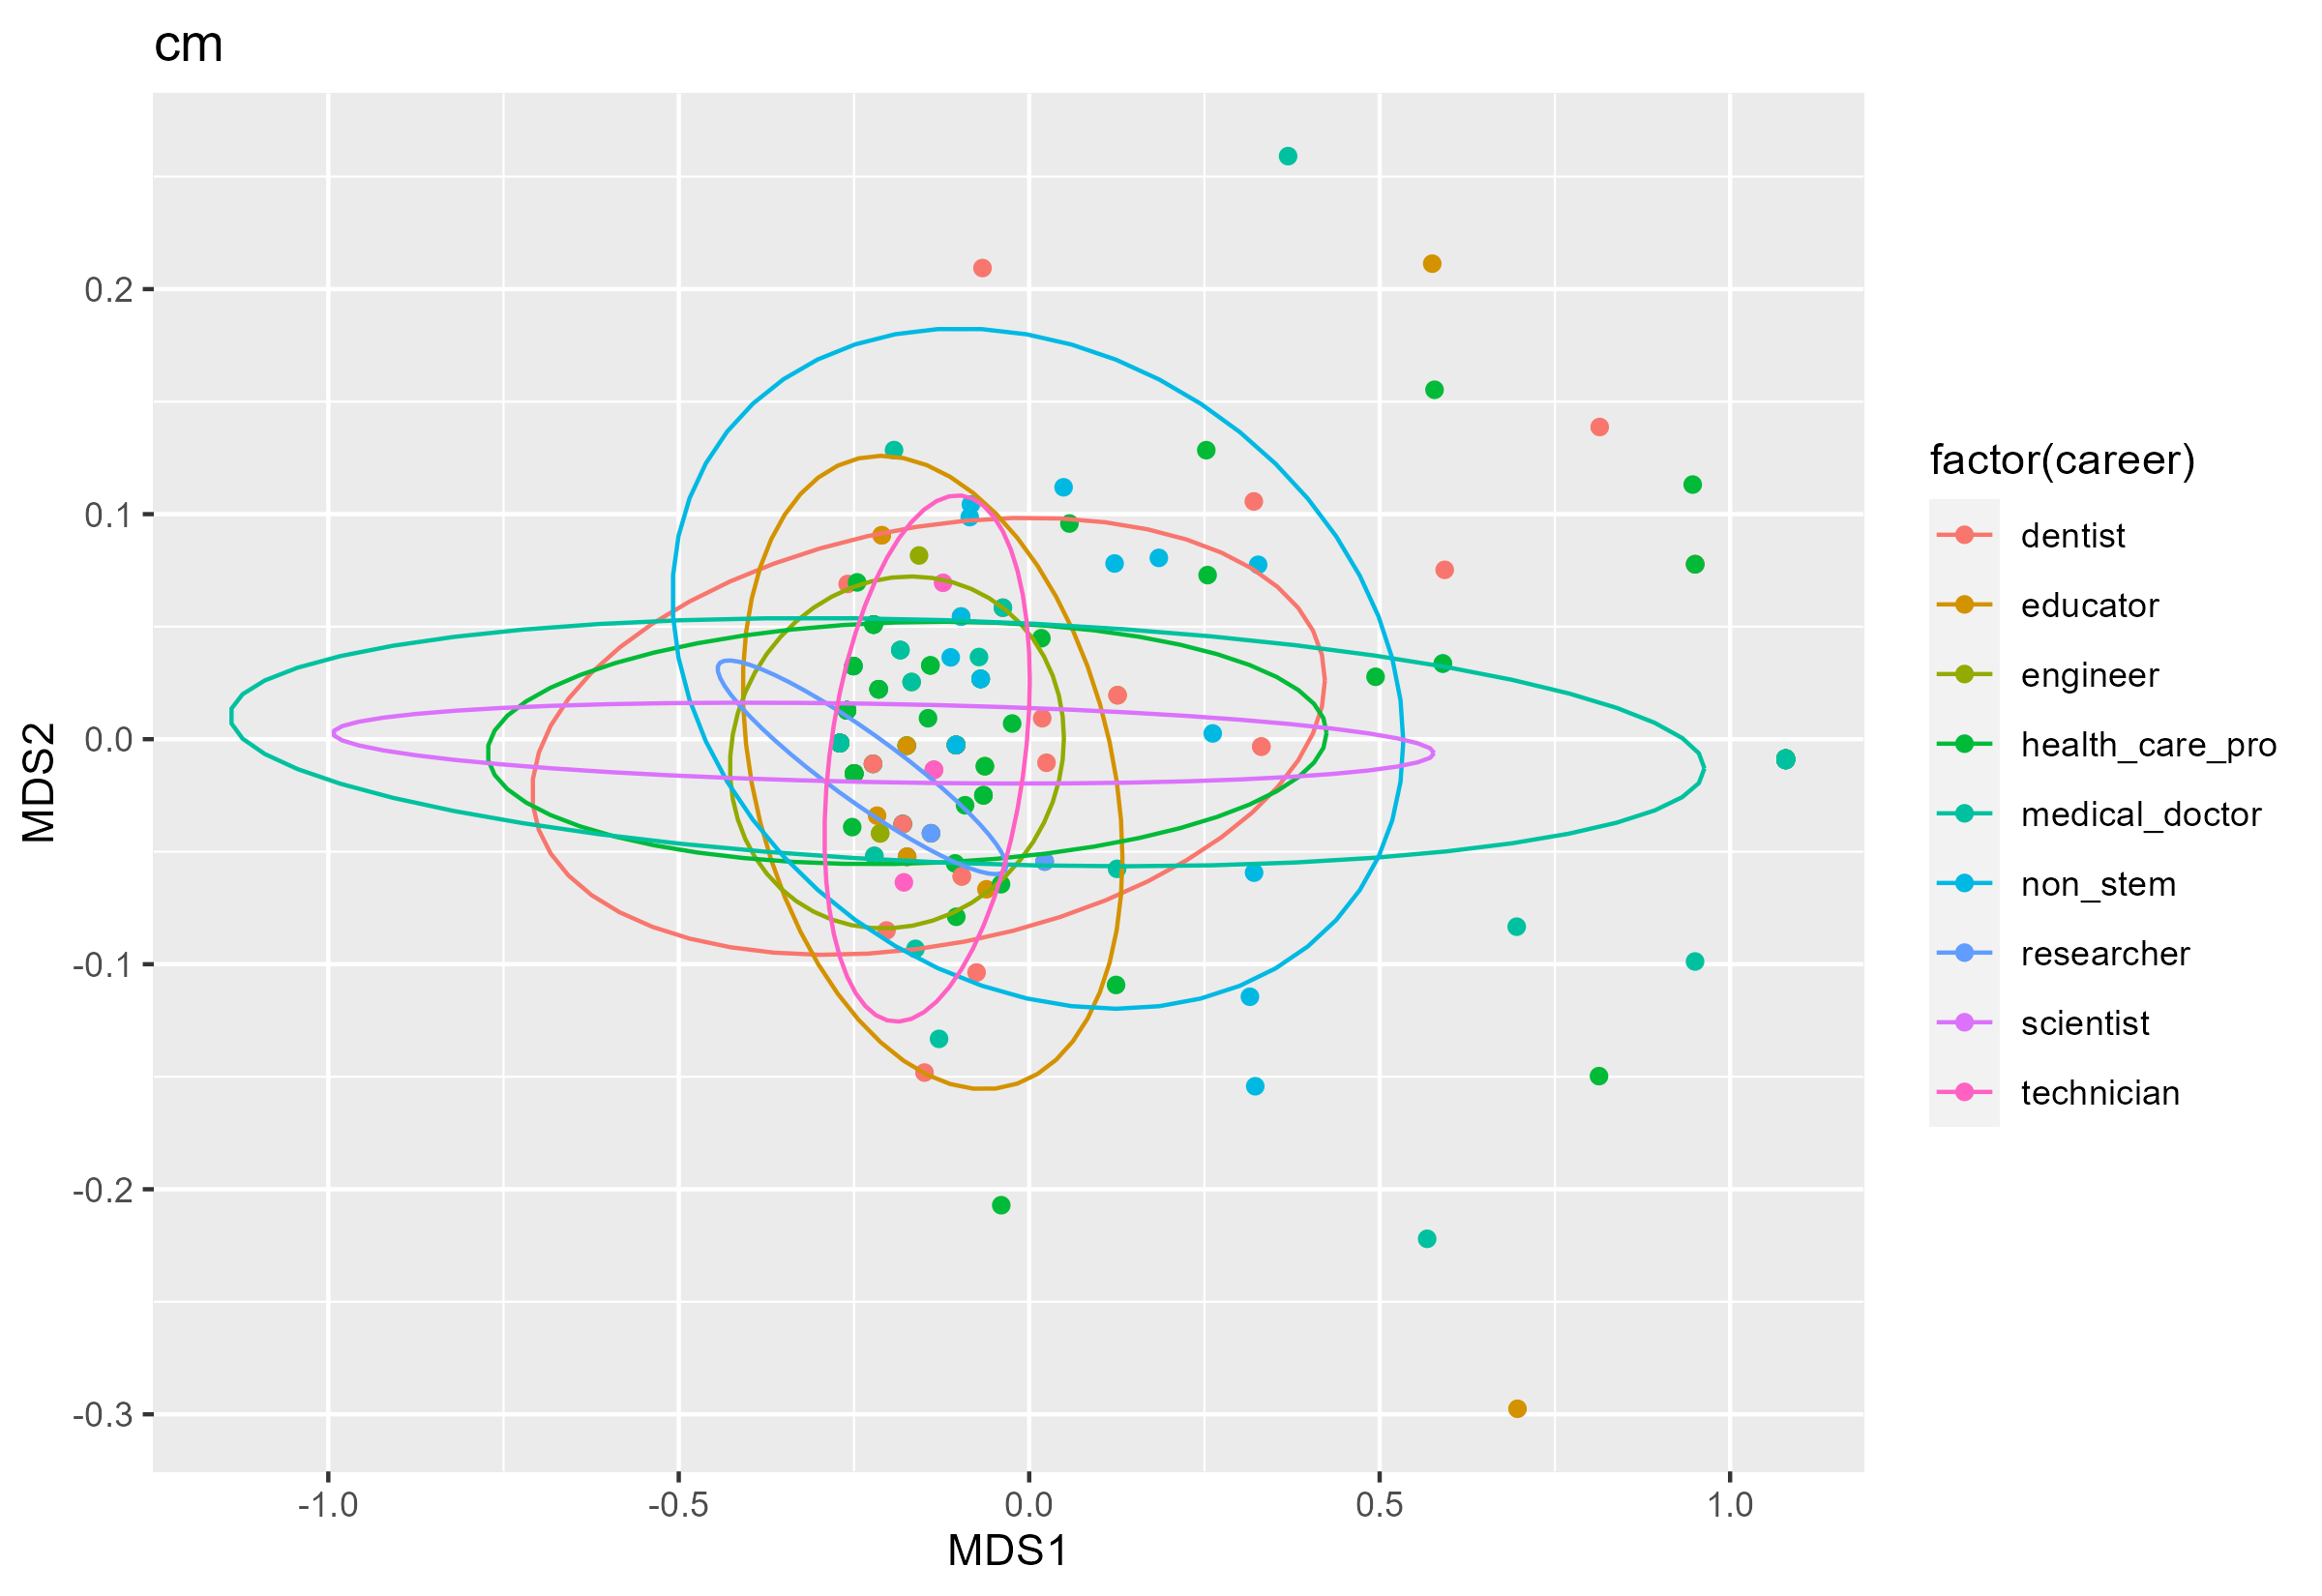 cm
0.2
0.1
0.0
-0.1
-0.2
-0.3
MDS2
-1.0
-0.5
0.0
0.5
1.0
MDS1
factor(career)
dentist
educator
engineer
health_care_pro
medical_doctor
non_stem
researcher
scientist
technician